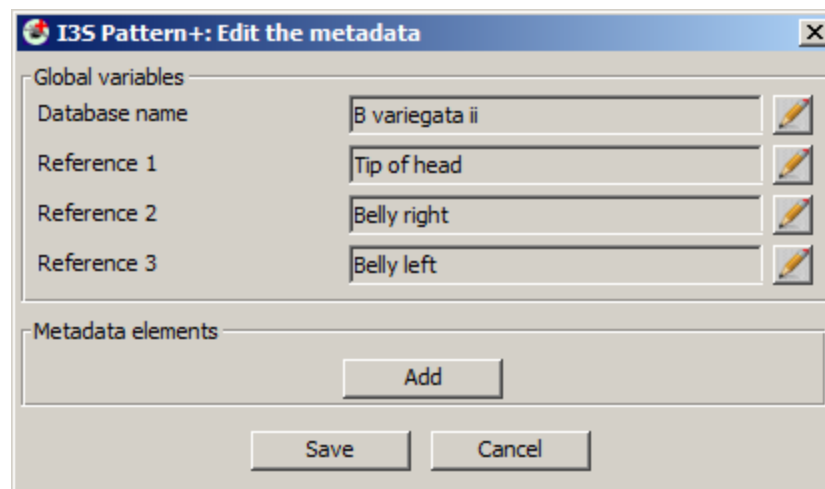 I3S Pattern+: Edit the metadata
Global variables
Database name B variegata ii
Reference 1 Tip of head
Reference 2 Belly right
Reference 3 Belly left
Metadata elements
Add
Save Cancel